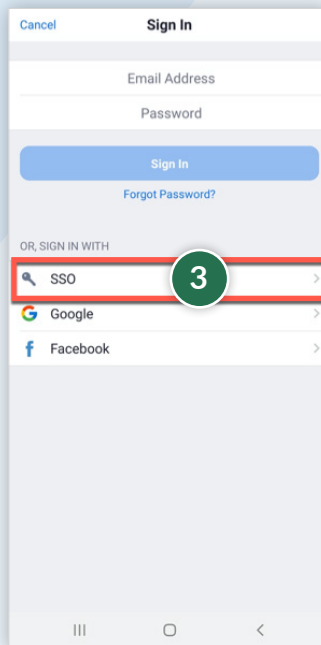 Cancel Sign In
Email Address
Password
Sign In
Forgot Password?
OR, SIGN IN WITH
SSO 3
Google
Facebook